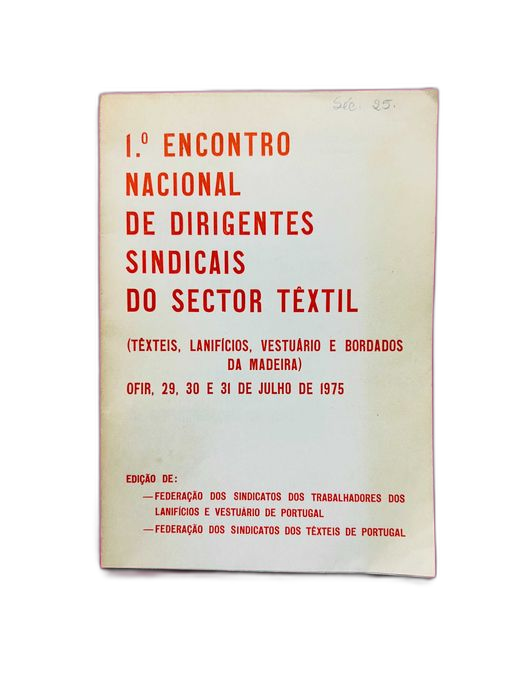 Séc. 25.
1.º ENCONTRO
NACIONAL
DE DIRIGENTES
SINDICAIS
DO SECTOR TÊXTIL
(TÊXTEIS, LANIFÍCIOS, VESTUÁRIO E BORDADOS
DA MADEIRA)
OFIR, 29, 30 E 31 DE JULHO DE 1975
EDIÇÃO DE:
—FEDERAÇÃO DOS SINDICATOS DOS TRABALHADORES DOS
LANIFÍCIOS E VESTUÁRIO DE PORTUGAL
—FEDERAÇÃO DOS SINDICATOS DOS TÊXTEIS DE PORTUGAL